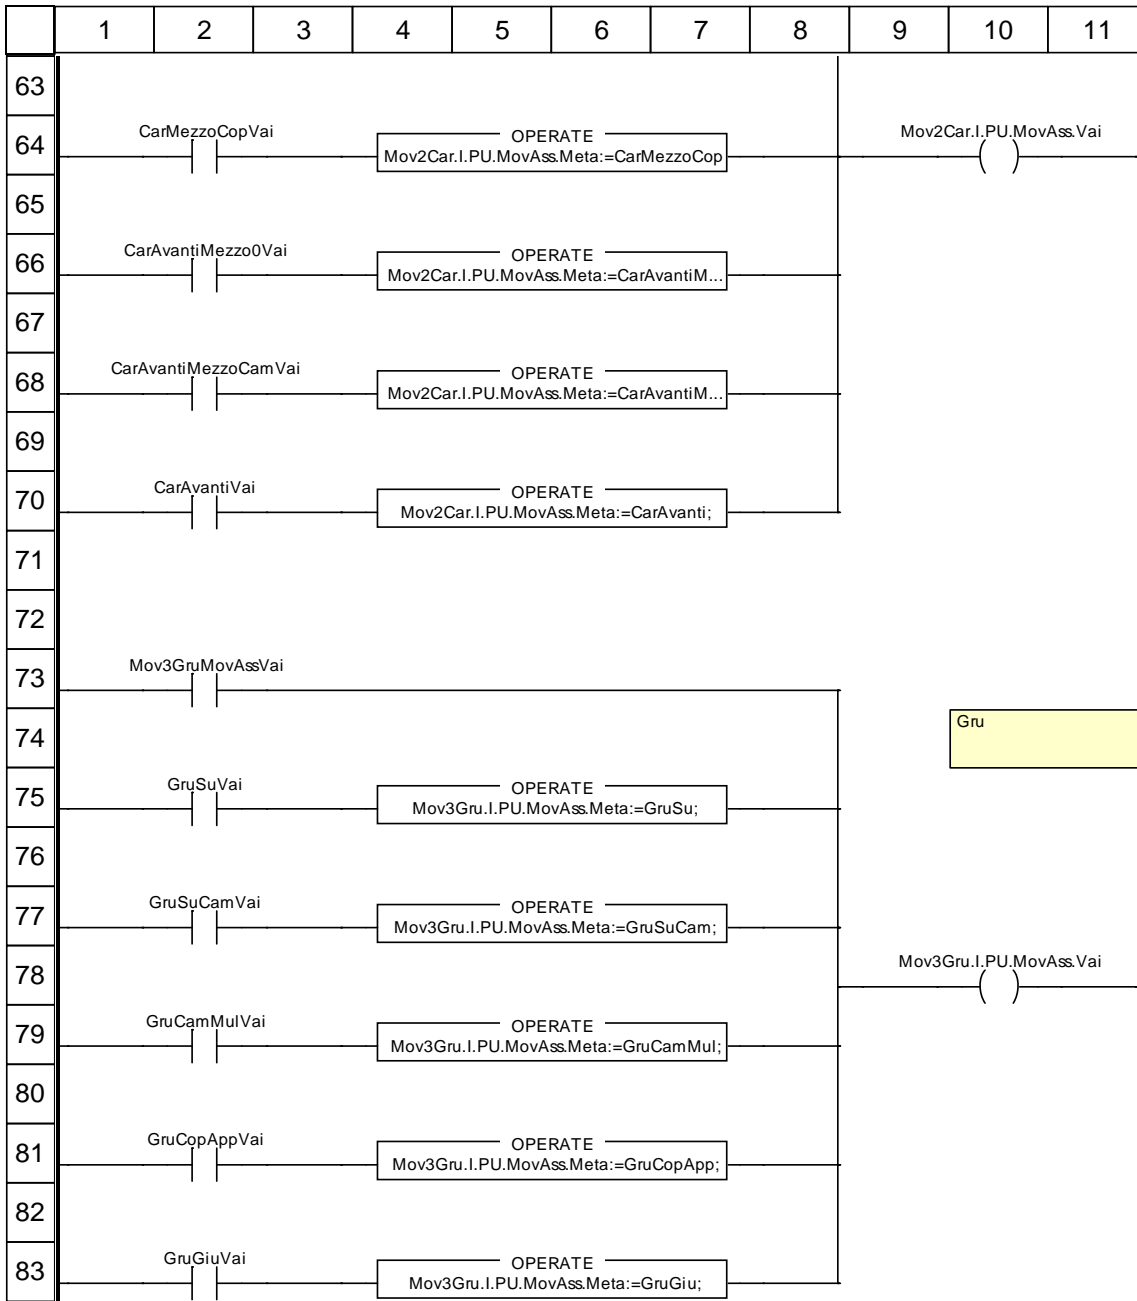 1 2 3 4 5 6 7 8 9 10 11
63
CarMezzoCopVai OPERATE Mov2Car.I.PU.MovAss.Vai
64 Mov2Car.I.PU.MovAss.Meta:=CarMezzoCop
65
CarAvantiMezzo0Vai OPERATE
66 Mov2Car.I.PU.MovAss.Meta:=CarAvantiM...
67
CarAvantiMezzoCamVai OPERATE
68 Mov2Car.I.PU.MovAss.Meta:=CarAvantiM...
69
CarAvantiVai OPERATE
70 Mov2Car.I.PU.MovAss.Meta:=CarAvanti;
71
72
Mov3GruMovAssVai
73
74 Gru
GruSuVai OPERATE
75 Mov3Gru.I.PU.MovAss.Meta:=GruSu;
76
GruSuCamVai OPERATE
77 Mov3Gru.I.PU.MovAss.Meta:=GruSuCam;
78 Mov3Gru.I.PU.MovAss.Vai
GruCamMulVai OPERATE
79 Mov3Gru.I.PU.MovAss.Meta:=GruCamMul;
80
GruCopAppVai OPERATE
81 Mov3Gru.I.PU.MovAss.Meta:=GruCopApp;
82
GruGiuVai OPERATE
83 Mov3Gru.I.PU.MovAss.Meta:=GruGiu;